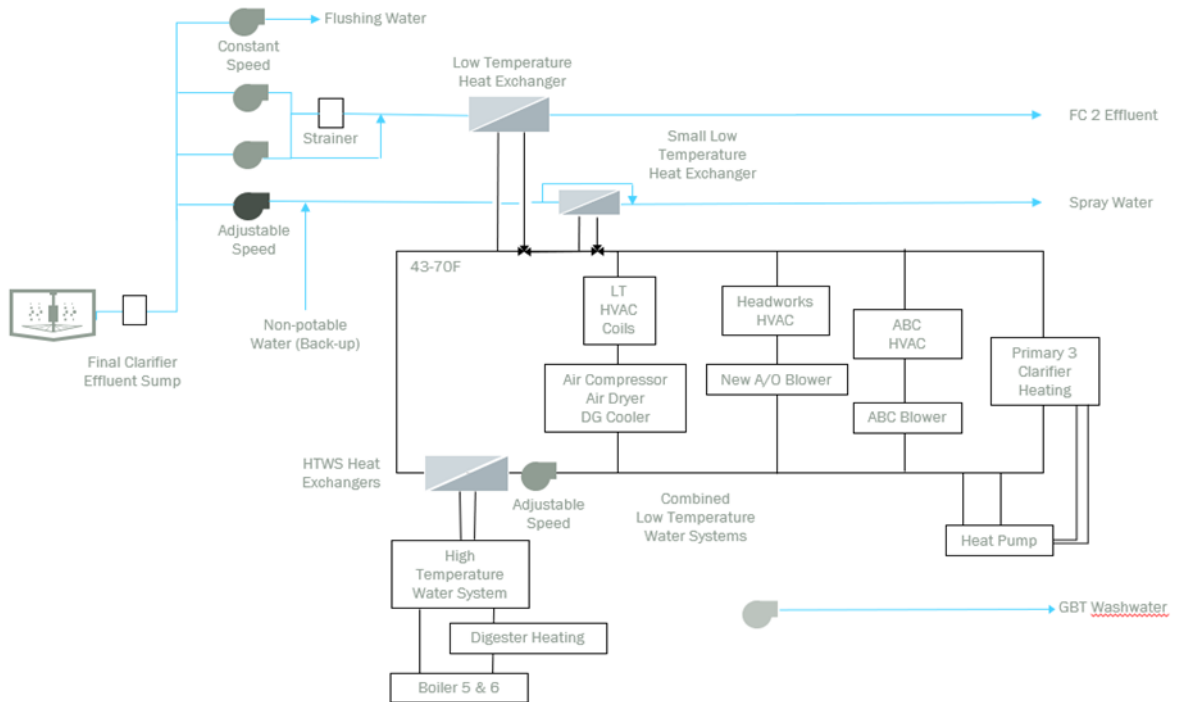 Flushing Water
Constant
Speed
Low Temperature
Heat Exchanger
Strainer
FC 2 Effluent
Small Low
Temperature
Heat Exchanger
Spray Water
Adjustable
Speed
43-70F
LT
HVAC
Coils
Headworks
HVAC
ABC
HVAC
Non-potable
Water (Back-up)
Final Clarifier
Effluent Sump
Primary 3
Clarifier
Heating
Air Compressor
Air Dryer
DG Cooler
New A/O Blower
ABC Blower
HTWS Heat
Exchangers
Adjustable
Speed
Combined
Low Temperature
Water Systems
Heat Pump
High
Temperature
Water System
GBT Washwater
Digester Heating
Boiler 5 & 6